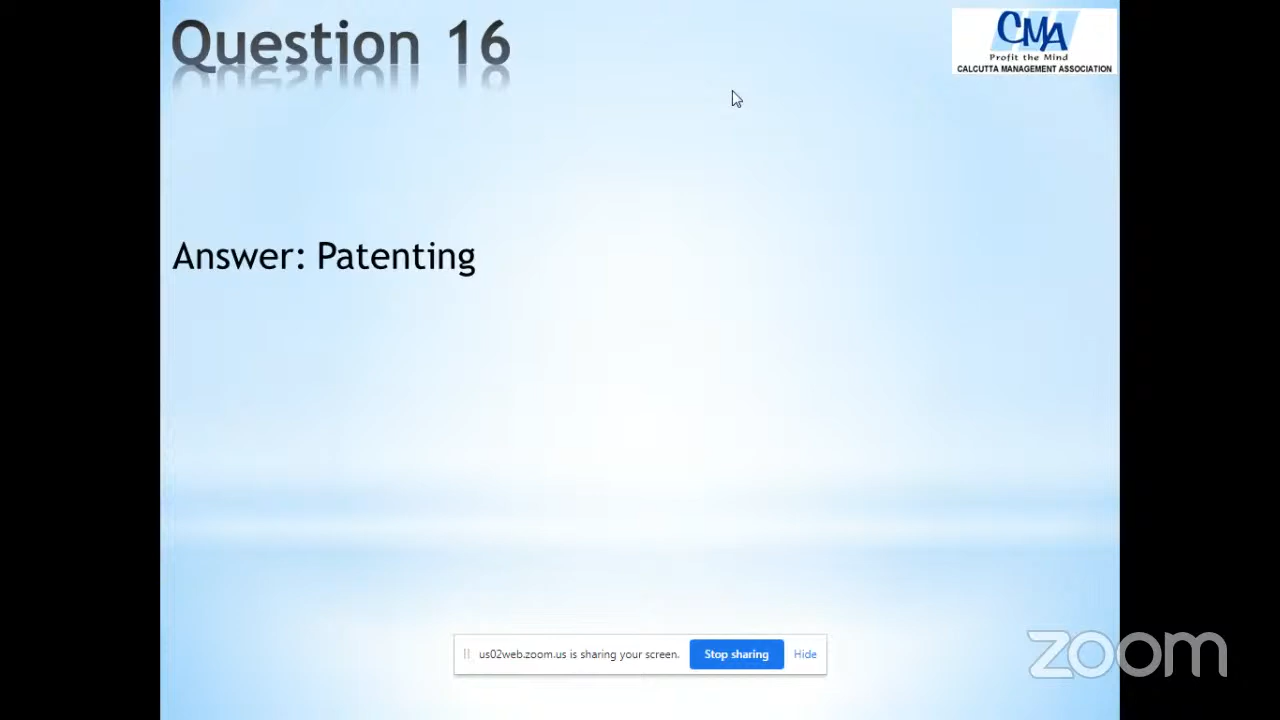 Question 16
CMA
Profit the Mind
CALCUTTA MANAGEMENT ASSOCIATION
Answer: Patenting
us02web.zoom.us is sharing your screen.
Stop sharing
Hide
zoom